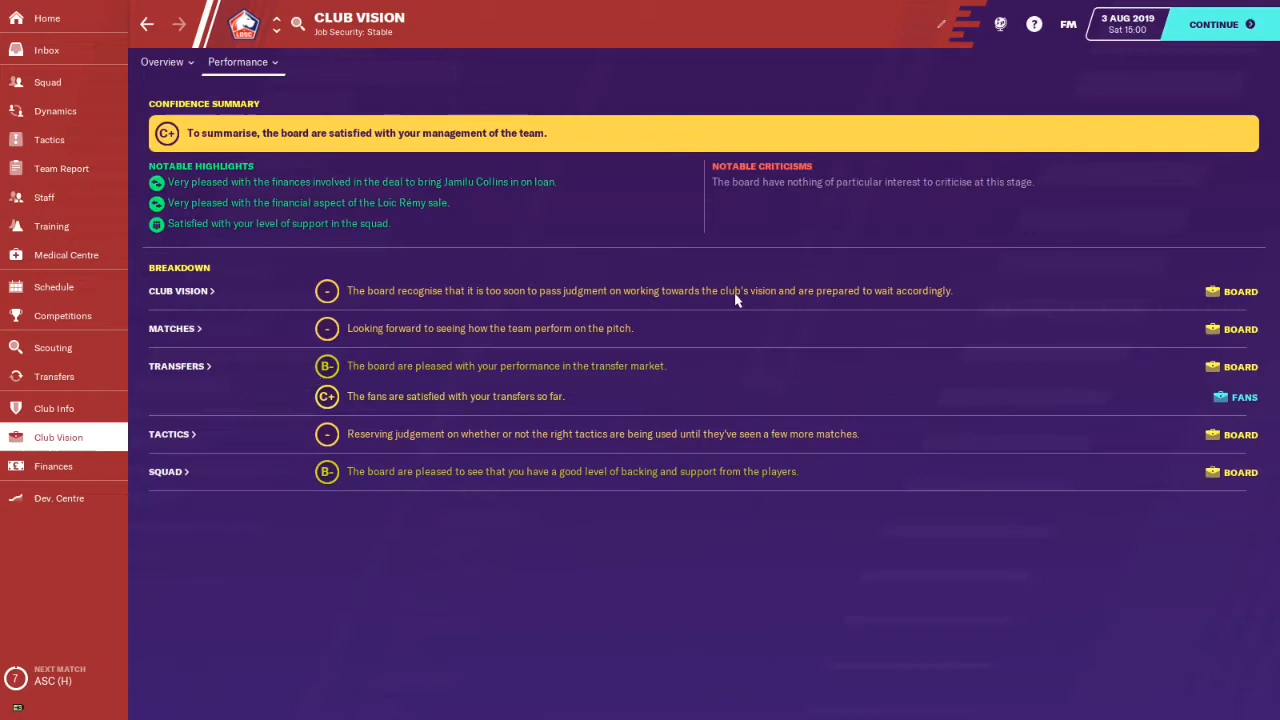 Home
Inbox
Squad
Dynamics
Tactics
Team Report
Staff
Training
Medical Centre
Schedule
Competitions
Scouting
Transfers
Club Info
Club Vision
Finances
Dev. Centre
7
NEXT MATCH
ASC (H)
LOSC
CLUB VISION
Job Security: Stable
?
FM
3 AUG 2019
Sat 15:00
CONTINUE
Overview
Performance
CONFIDENCE SUMMARY
C+ To summarise, the board are satisfied with your management of the team.
NOTABLE HIGHLIGHTS
Very pleased with the finances involved in the deal to bring Jamilu Collins in on loan.
Very pleased with the financial aspect of the Loïc Rémy sale.
Satisfied with your level of support in the squad.
NOTABLE CRITICISMS
The board have nothing of particular interest to criticise at this stage.
BREAKDOWN
CLUB VISION > - The board recognise that it is too soon to pass judgment on working towards the club's vision and are prepared to wait accordingly. BOARD
MATCHES > - Looking forward to seeing how the team perform on the pitch. BOARD
TRANSFERS > B- The board are pleased with your performance in the transfer market. BOARD
C+ The fans are satisfied with your transfers so far. FANS
TACTICS > - Reserving judgement on whether or not the right tactics are being used until they've seen a few more matches. BOARD
SQUAD > B- The board are pleased to see that you have a good level of backing and support from the players. BOARD